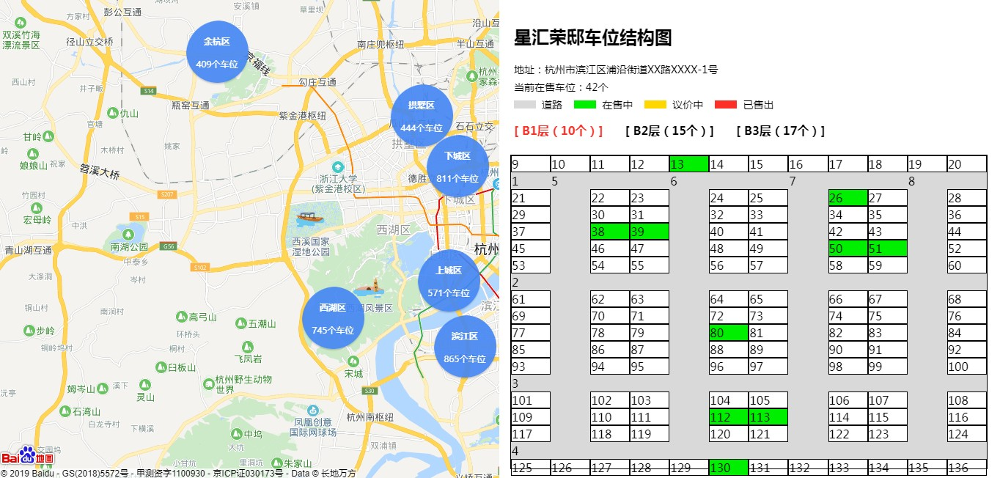 彭公互通
安溪镇
草里坝
方家村
双溪竹海
漂流景区
径山立交桥
余杭区
409个车位
京福线
南庄兜枢纽
沿山互
半山互通
西山村
井子畈
S14
勾庄互通
杭州
家森
瓶窑互通
紫金港枢纽
拱墅区
444个车位
石石立交
拱墅区
官塘
仇山
甘岭
姚家
木桥村
娘娘山
祝家
笤溪大桥
浙江大学
(紫金港校区)
下城区
811个车位
德胜
下城区
竹园村
宏母岭
S207
中洪
S15
南湖公园
G56
青山湖互通
中泰乡
S102
西溪国家
湿地公园
西湖区
杭州
上城区
571个车位
大涤洞
岑村
铜山村
南涧村
西湖区
745个车位
西湖风景区
滨江
高弓山
五潮山
步岭
环桥头
铜岭坞村
桐村
飞凤岩
滨江区
865个车位
臼板山
宋城
杭州野生动物
世界
姆岑山
溪下
灵山
沅亭
S30
石湾山
白龙寺村
下横溪
凤凰创意
国际网球场
杭州南枢纽
中坞
大坑
双浦镇
交园坞
Baidu地图
小甘坑
里洞坑
朱家山
义桥互通
© 2019 Baidu - GS(2018)5572号 - 甲测资字1100930 - 京ICP证030173号 - Data © 长地万方
星汇荣邸车位结构图
地址：杭州市滨江区浦沿街道XX路XXXX-1号
当前在售车位：42个
道路 在售中 议价中 已售出
[ B1层（10个）] [ B2层（15个）] [ B3层（17个）]
9 10 11 12 13 14 15 16 17 18 19 20
1 5 6 7 8
21 22 23 24 25 26 27 28
29 30 31 32 33 34 35 36
37 38 39 40 41 42 43 44
45 46 47 48 49 50 51 52
53 54 55 56 57 58 59 60
2
61 62 63 64 65 66 67 68
69 70 71 72 73 74 75 76
77 78 79 80 81 82 83 84
85 86 87 88 89 90 91 92
93 94 95 96 97 98 99 100
3
101 102 103 104 105 106 107 108
109 110 111 112 113 114 115 116
117 118 119 120 121 122 123 124
4
125 126 127 128 129 130 131 132 133 134 135 136